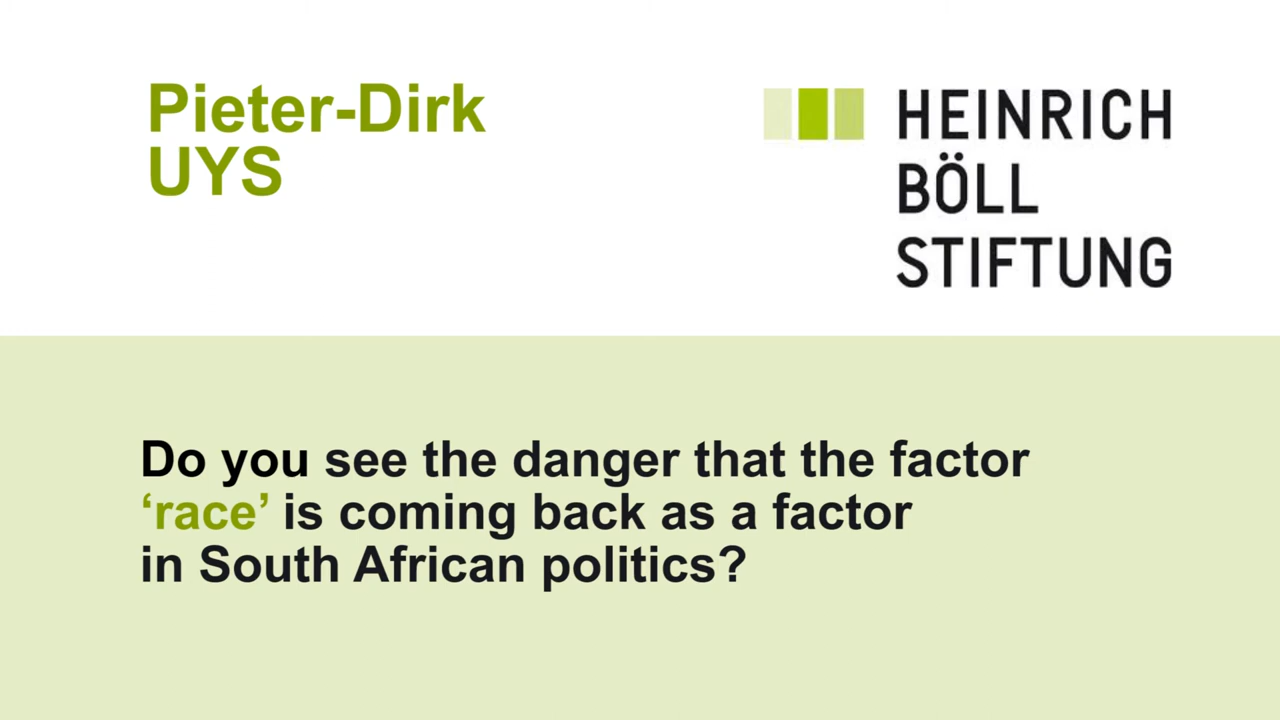 Pieter-Dirk
UYS
HEINRICH
BÖLL
STIFTUNG
Do you see the danger that the factor
‘race’ is coming back as a factor
in South African politics?